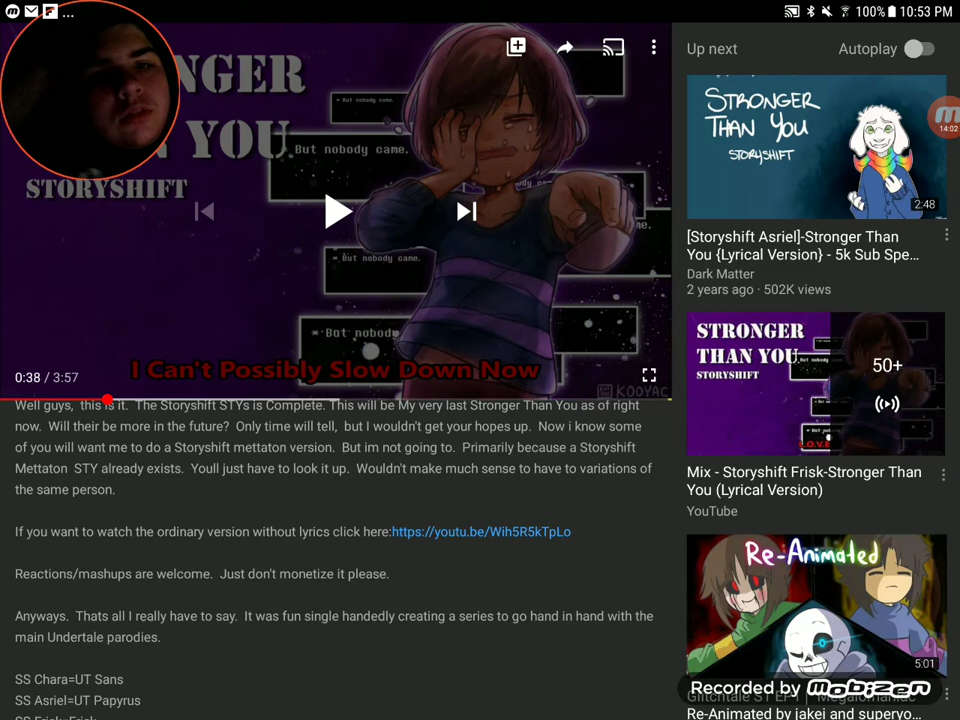 100% 10:53 PM
NGER
YOU
STORYSHIFT
But nobody came.
But nobody came.
But nobody came.
* But nobody
I Can't Possibly Slow Down Now
KOOYAC
0:38 / 3:57
Well guys, this is it. The Storyshift STYs is Complete. This will be My very last Stronger Than You as of right
now. Will their be more in the future? Only time will tell, but I wouldn't get your hopes up. Now i know some
of you will want me to do a Storyshift mettaton version. But im not going to. Primarily because a Storyshift
Mettaton STY already exists. Youll just have to look it up. Wouldn't make much sense to have to variations of
the same person.
If you want to watch the ordinary version without lyrics click here:https://youtu.be/Wih5R5kTpLo
Reactions/mashups are welcome. Just don't monetize it please.
Anyways. Thats all I really have to say. It was fun single handedly creating a series to go hand in hand with the
main Undertale parodies.
SS Chara=UT Sans
SS Asriel=UT Papyrus
SS Frisk=Frisk
Up next
Autoplay
STRONGER
THAN YOU
STORYSHIFT
14:02
2:48
[Storyshift Asriel]-Stronger Than
You {Lyrical Version} - 5k Sub Spe...
Dark Matter
2 years ago · 502K views
STRONGER
THAN YOU
STORYSHIFT
50+
L.O.V.E
Mix - Storyshift Frisk-Stronger Than
You (Lyrical Version)
YouTube
Re-Animated
5:01
Recorded by mobizen
Glitchtale S1 EP1 | Megalomaniac
Re-Animated by jakei and superyo...